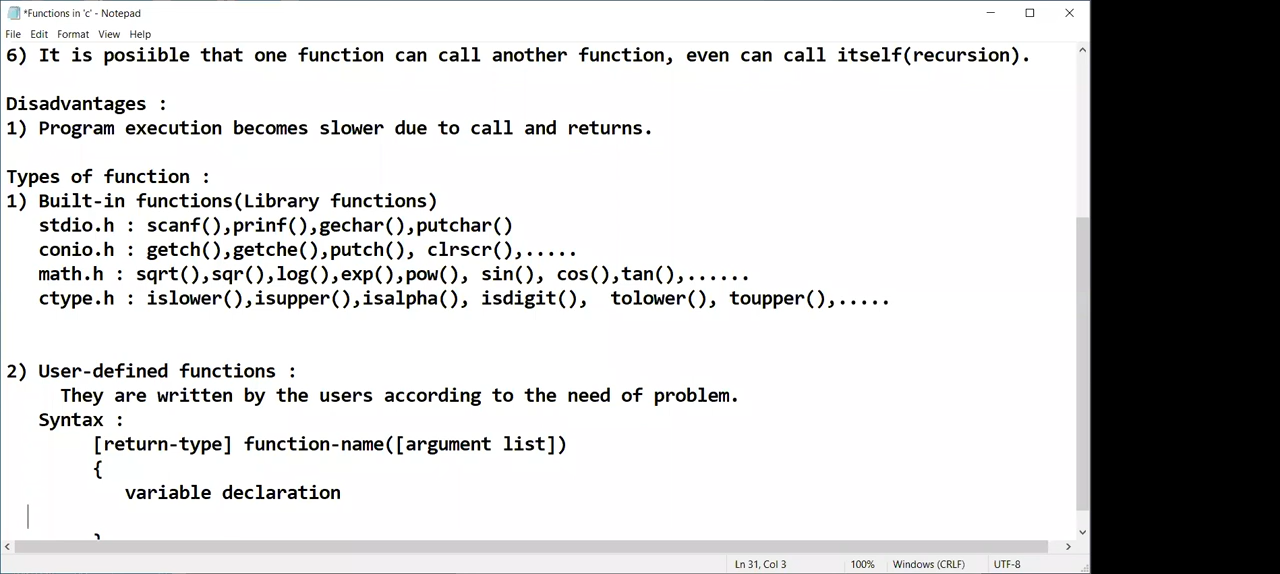 *Functions in 'c' - Notepad
File Edit Format View Help
6) It is posiible that one function can call another function, even can call itself(recursion).
Disadvantages :
1) Program execution becomes slower due to call and returns.
Types of function :
1) Built-in functions(Library functions)
stdio.h : scanf(),prinf(),gechar(),putchar()
conio.h : getch(),getche(),putch(), clrscr(),.....
math.h : sqrt(),sqr(),log(),exp(),pow(), sin(), cos(),tan(),......
ctype.h : islower(),isupper(),isalpha(), isdigit(),  tolower(), toupper(),.....
2) User-defined functions :
They are written by the users according to the need of problem.
Syntax :
[return-type] function-name([argument list])
{
variable declaration
}
Ln 31, Col 3 100% Windows (CRLF) UTF-8